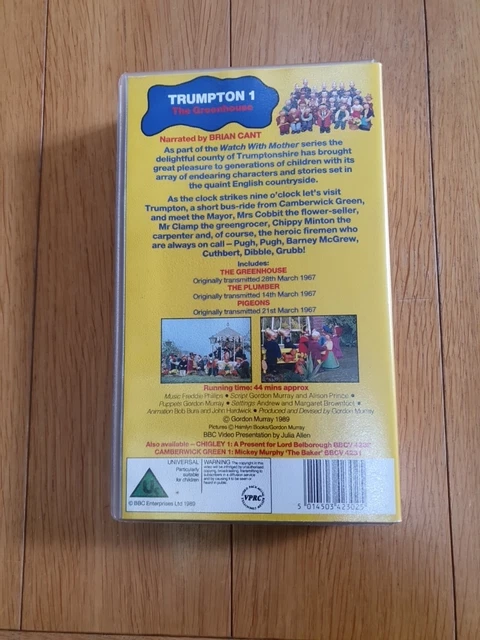 TRUMPTON 1
The Greenhouse
Narrated by BRIAN CANT
As part of the Watch With Mother series the
delightful county of Trumptonshire has brought
great pleasure to generations of children with its
array of endearing characters and stories set in
the quaint English countryside.
As the clock strikes nine o'clock let's visit
Trumpton, a short bus-ride from Camberwick Green,
and meet the Mayor, Mrs Cobbit the flower-seller,
Mr Clamp the greengrocer, Chippy Minton the
carpenter and, of course, the heroic firemen who
are always on call – Pugh, Pugh, Barney McGrew,
Cuthbert, Dibble, Grubb!
Includes:
THE GREENHOUSE
Originally transmitted 28th March 1967
THE PLUMBER
Originally transmitted 14th March 1967
PIGEONS
Originally transmitted 21st March 1967
Running time: 44 mins approx
Music Freddie Phillips • Script Gordon Murray and Alison Prince •
Puppets Gordon Murray • Settings Andrew and Margaret Brownfoot •
Animation Bob Bura and John Hardwick • Produced and Devised by Gordon Murray
© Gordon Murray 1989
Pictures © Hamlyn Books/Gordon Murray
BBC Video Presentation by Julia Allen
Also available – CHIGLEY 1: A Present for Lord Belborough BBCV
CAMBERWICK GREEN 1: Mickey Murphy 'The Baker' BBCV 4231
UNIVERSAL
Particularly
suitable
for children
U
WARNING
VPRC
© BBC Enterprises Ltd 1989
5 014503 423025